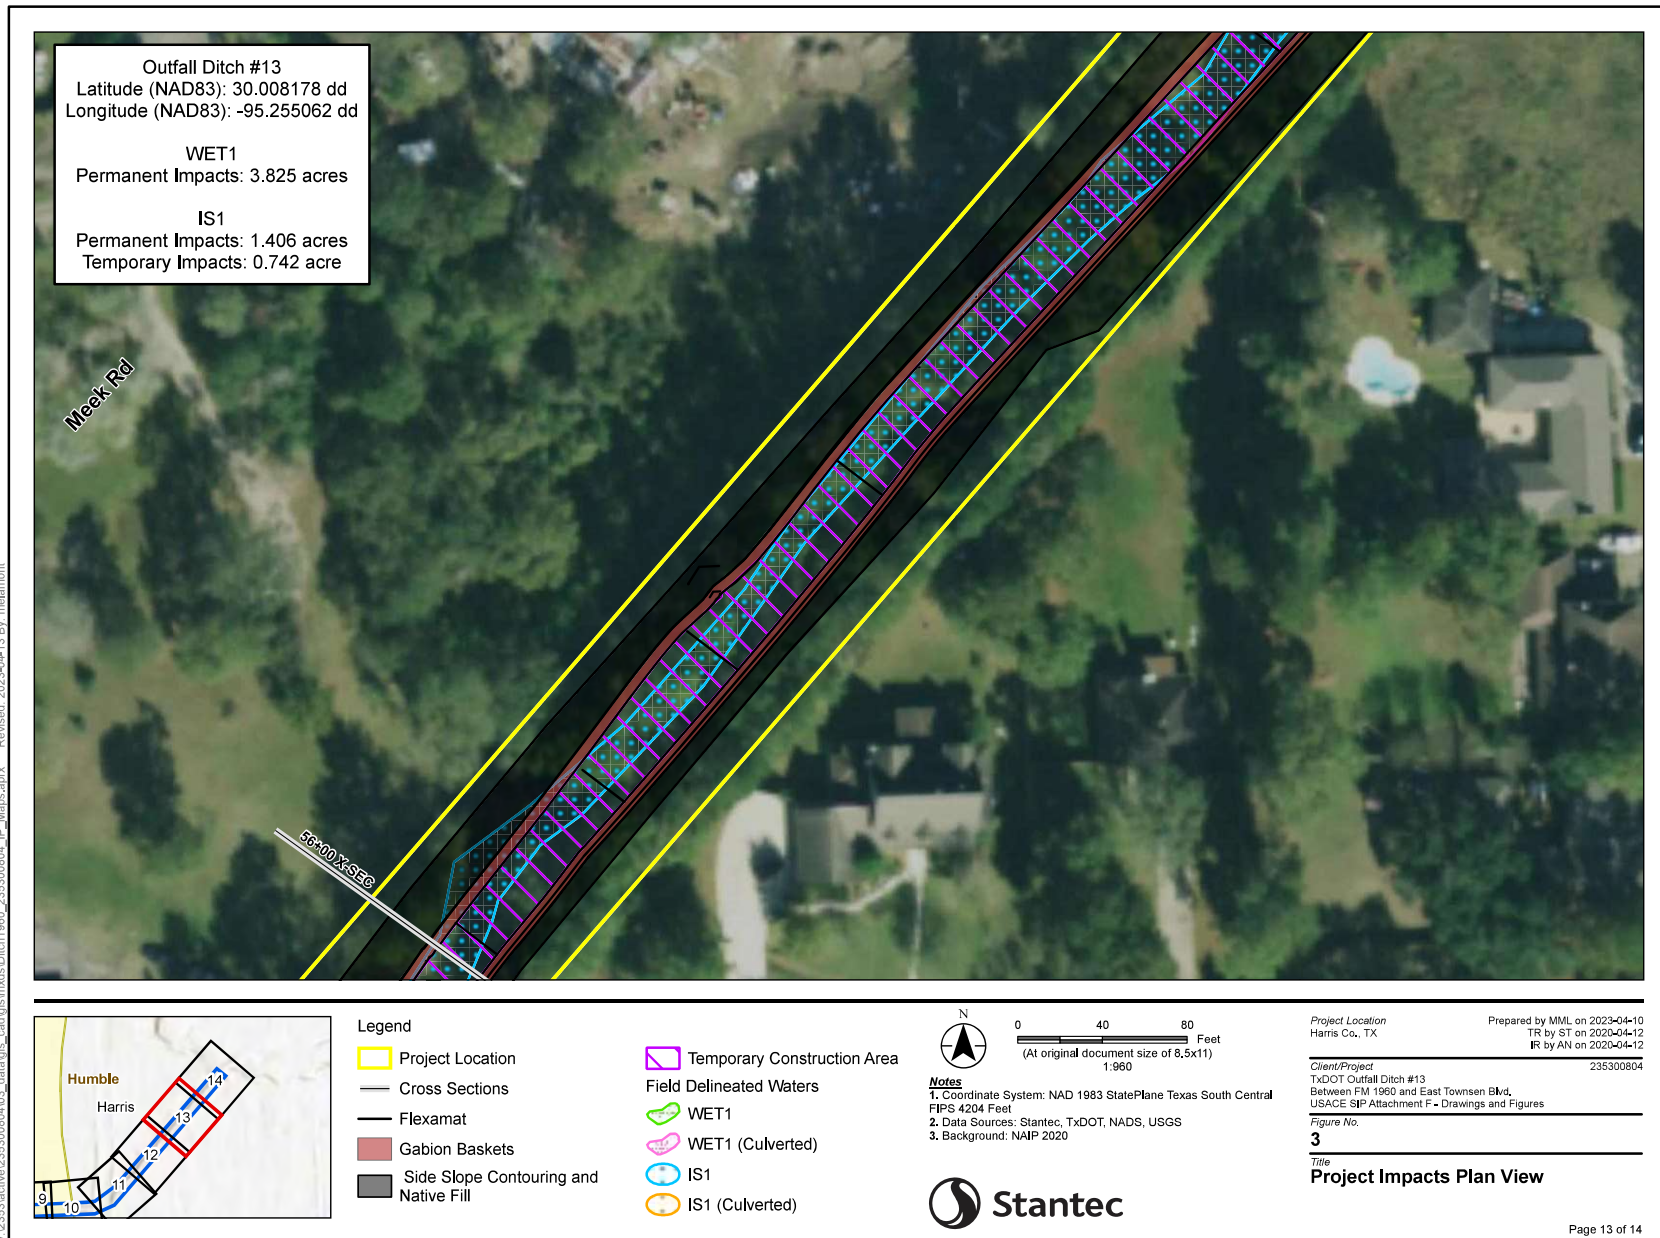 Outfall Ditch #13
Latitude (NAD83): 30.008178 dd
Longitude (NAD83): -95.255062 dd
WET1
Permanent Impacts: 3.825 acres
IS1
Permanent Impacts: 1.406 acres
Temporary Impacts: 0.742 acre
Meek Rd
56+00 X-SEC
Humble
Harris
14
13
12
11
10
9
Legend
Project Location
Cross Sections
Flexamat
Gabion Baskets
Side Slope Contouring and
Native Fill
Temporary Construction Area
Field Delineated Waters
WET1
WET1 (Culverted)
IS1
IS1 (Culverted)
N
0 40 80
Feet
(At original document size of 8.5x11)
1:960
Notes
1. Coordinate System: NAD 1983 StatePlane Texas South Central
FIPS 4204 Feet
2. Data Sources: Stantec, TxDOT, NADS, USGS
3. Background: NAIP 2020
Stantec
Project Location
Harris Co., TX
Prepared by MML on 2023-04-10
TR by ST on 2020-04-12
IR by AN on 2020-04-12
Client/Project 235300804
TxDOT Outfall Ditch #13
Between FM 1960 and East Townsen Blvd.
USACE SIP Attachment F - Drawings and Figures
Figure No.
3
Title
Project Impacts Plan View
Page 13 of 14